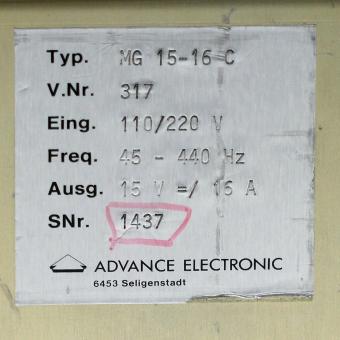 Typ. MG 15-16 C
V.Nr. 317
Eing. 110/220 V
Freq. 45 - 440 Hz
Ausg. 15 V =/ 16 A
SNr. 1437
ADVANCE ELECTRONIC
6453 Seligenstadt